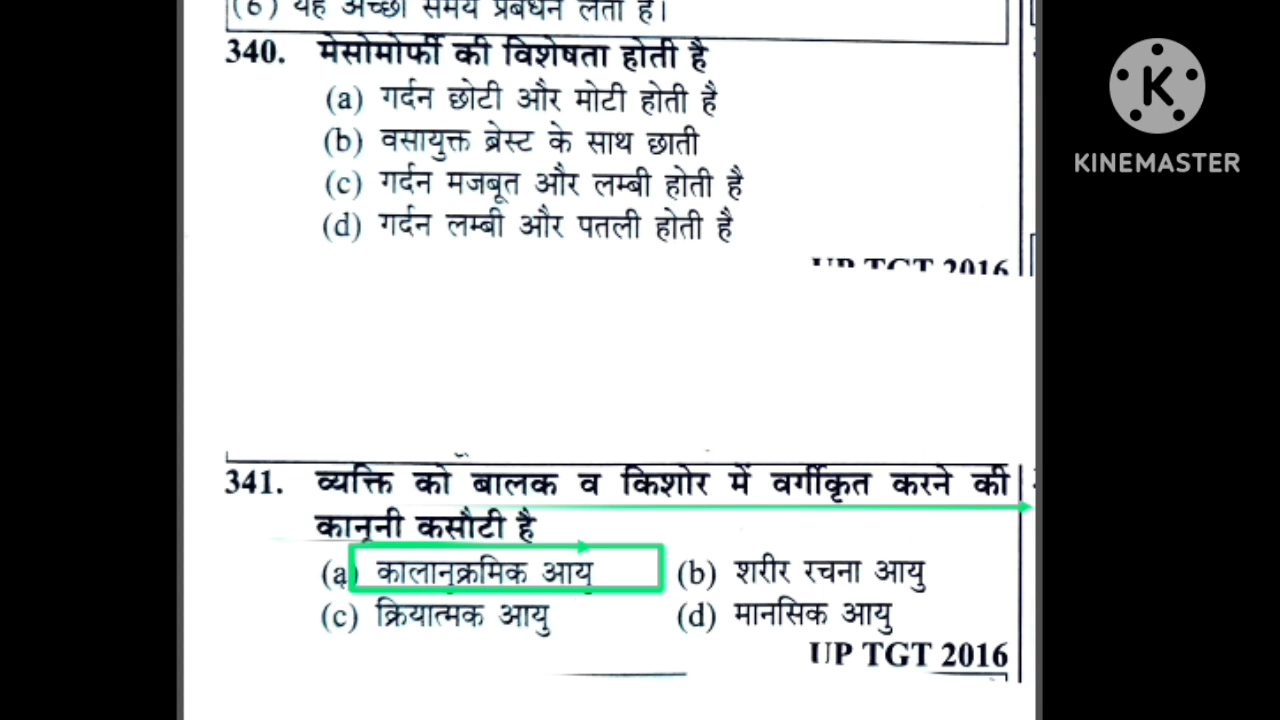 (6) यह अच्छा समय प्रबंधन लेता है।
340. मेसोमोर्फी की विशेषता होती है
(a) गर्दन छोटी और मोटी होती है
(b) वसायुक्त ब्रेस्ट के साथ छाती
(c) गर्दन मजबूत और लम्बी होती है
(d) गर्दन लम्बी और पतली होती है
UP TGT 2016
341. व्यक्ति को बालक व किशोर में वर्गीकृत करने की
कानूनी कसौटी है
(a) कालानुक्रमिक आयु (b) शरीर रचना आयु
(c) क्रियात्मक आयु (d) मानसिक आयु
UP TGT 2016
K
KINEMASTER